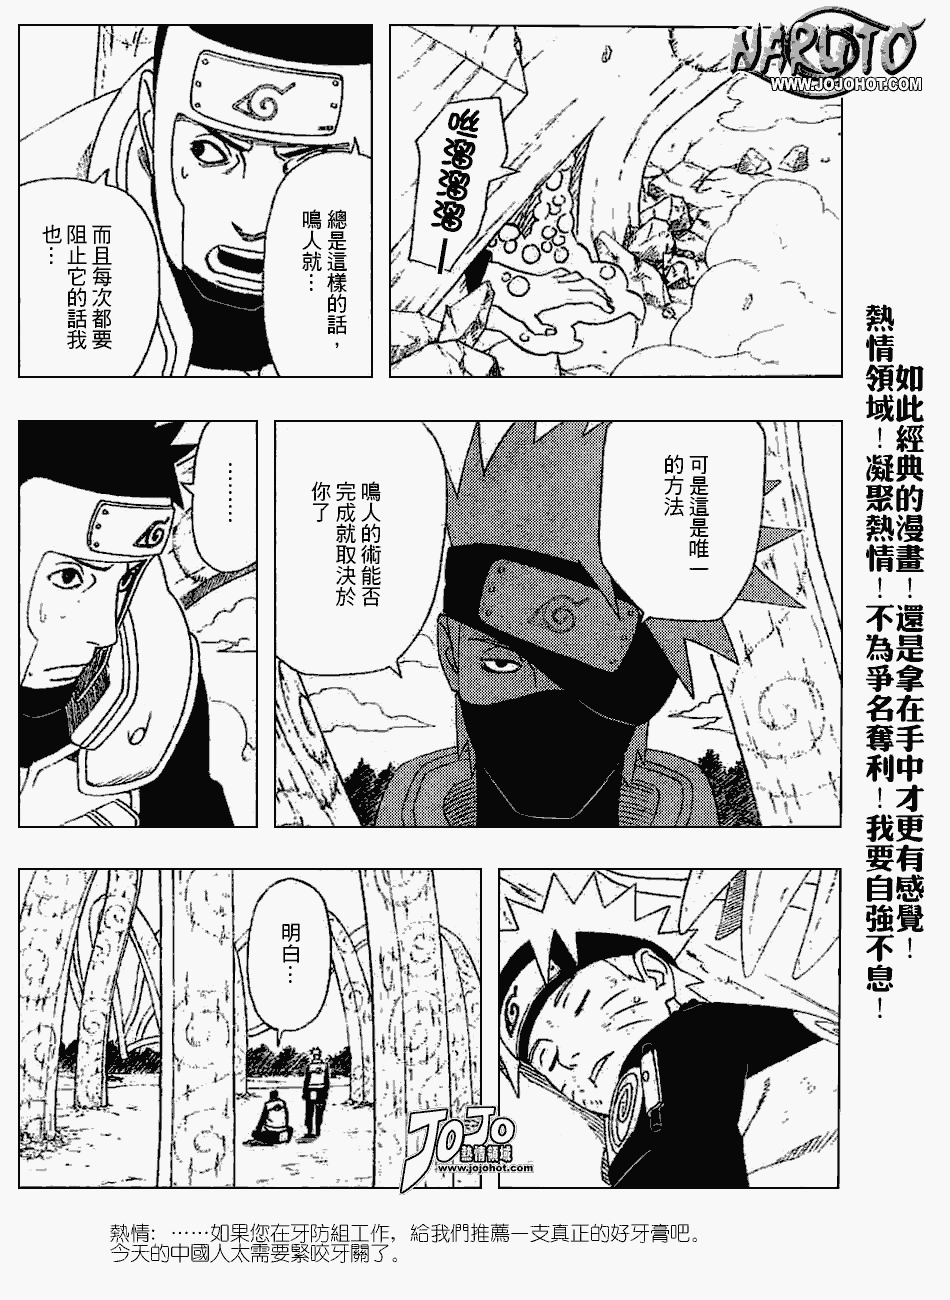 NARUTO
WWW.JOJOHOT.COM
總是這樣的話，
鳴人就…
而且每次都要
阻止它的話我
也…
可是這是唯一
的方法
鳴人的術能否
完成就取決於
你了
………
明白…
如此經典的漫畫！還是拿在手中才更有感覺！
熱情領域！凝聚熱情！不為爭名奪利！我要自強不息！
JOJO
熱情領域
www.jojohot.com
熱情：……如果您在牙防組工作，給我們推薦一支真正的好牙膏吧。
今天的中國人太需要緊咬牙關了。